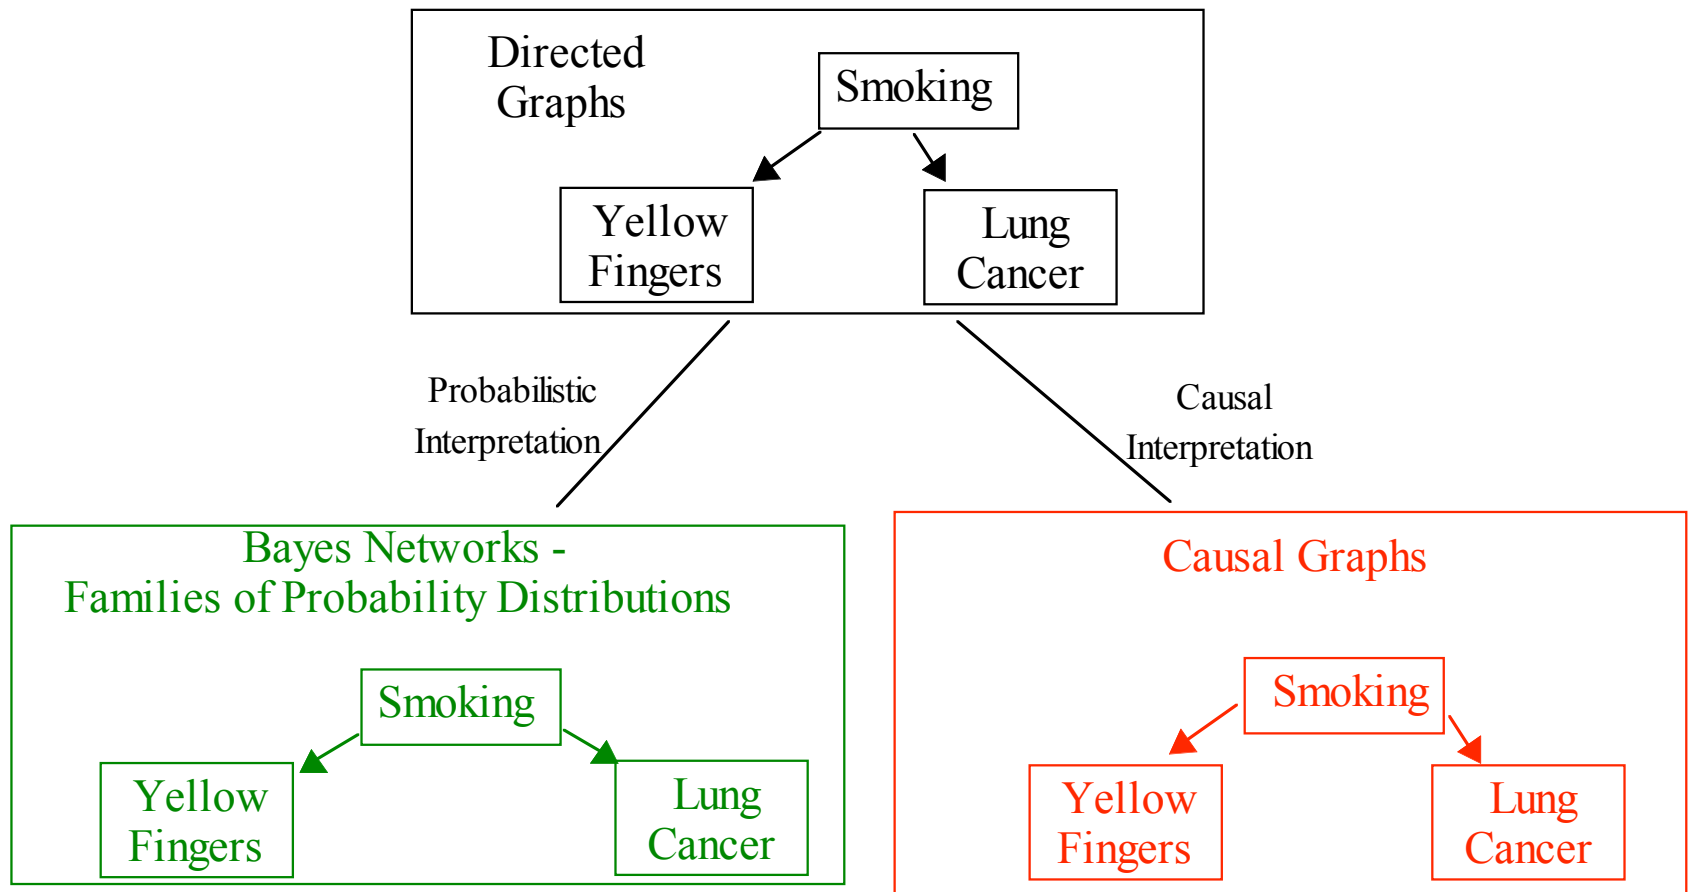 Directed
Graphs
Smoking
Yellow
Fingers
Lung
Cancer
Probabilistic
Interpretation
Causal
Interpretation
Bayes Networks -
Families of Probability Distributions
Smoking
Yellow
Fingers
Lung
Cancer
Causal Graphs
Smoking
Yellow
Fingers
Lung
Cancer